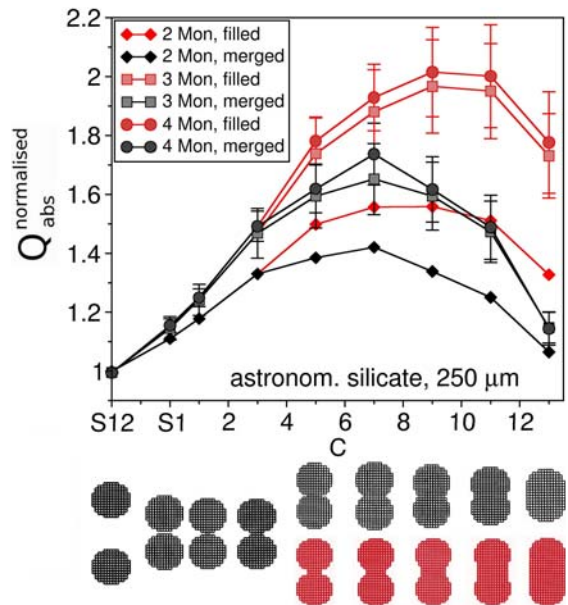 2.2
2 Mon, filled
2 Mon, merged
3 Mon, filled
3 Mon, merged
4 Mon, filled
4 Mon, merged
2
1.8
1.6
1.4
1.2
1
Q abs normalised
astronom. silicate, 250 μm
S12 S1 2 4 6 8 10 12
C